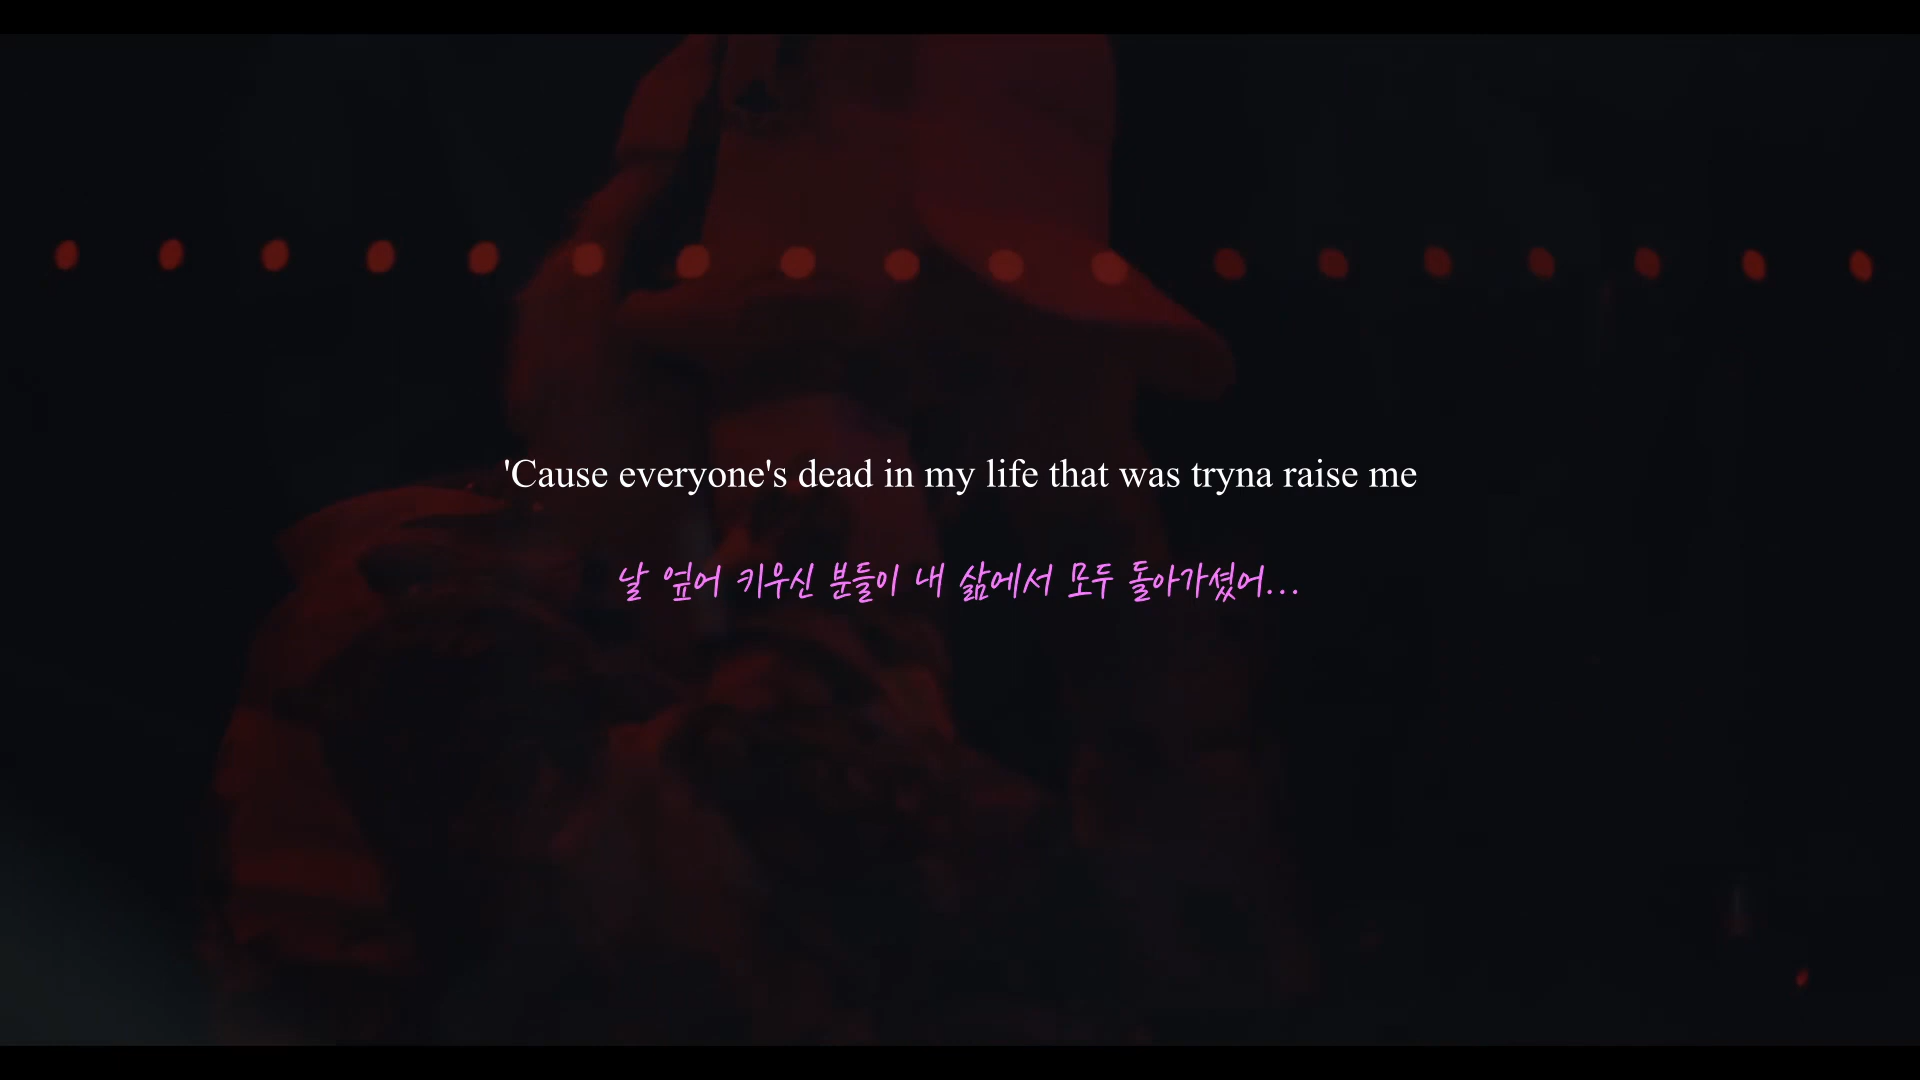 'Cause everyone's dead in my life that was tryna raise me
날 엎어 키우신 분들이 내 삶에서 모두 돌아가셨어...